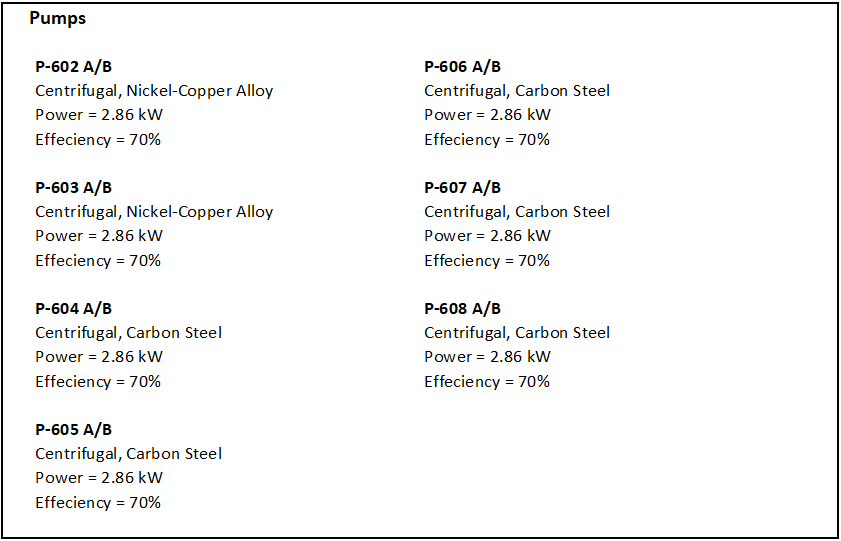 Pumps
P-602 A/B
Centrifugal, Nickel-Copper Alloy
Power = 2.86 kW
Effeciency = 70%
P-603 A/B
Centrifugal, Nickel-Copper Alloy
Power = 2.86 kW
Effeciency = 70%
P-604 A/B
Centrifugal, Carbon Steel
Power = 2.86 kW
Effeciency = 70%
P-605 A/B
Centrifugal, Carbon Steel
Power = 2.86 kW
Effeciency = 70%
P-606 A/B
Centrifugal, Carbon Steel
Power = 2.86 kW
Effeciency = 70%
P-607 A/B
Centrifugal, Carbon Steel
Power = 2.86 kW
Effeciency = 70%
P-608 A/B
Centrifugal, Carbon Steel
Power = 2.86 kW
Effeciency = 70%